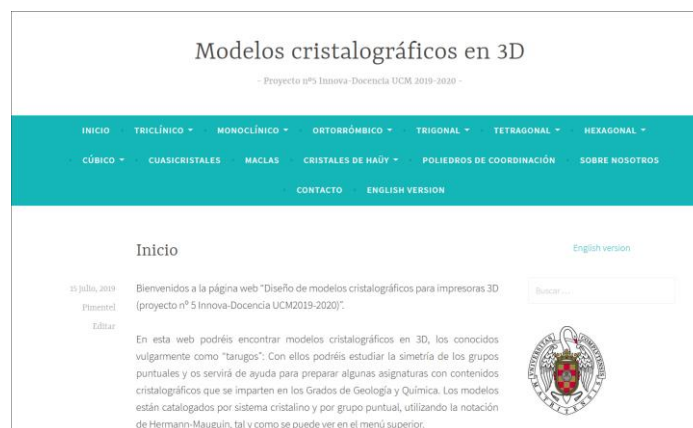 Modelos cristalográficos en 3D
- Proyecto nº5 Innova-Docencia UCM 2019-2020 -
INICIO TRICLÍNICO MONOCLÍNICO ORTORRÓMBICO TRIGONAL TETRAGONAL HEXAGONAL
CÚBICO CUASICRISTALES MACLAS CRISTALES DE HAÜY POLIEDROS DE COORDINACIÓN SOBRE NOSOTROS
CONTACTO ENGLISH VERSION
Inicio
15 julio, 2019
Pimentel
Editar
Bienvenidos a la página web "Diseño de modelos cristalográficos para impresoras 3D
(proyecto nº 5 Innova-Docencia UCM2019-2020)".
En esta web podréis encontrar modelos cristalográficos en 3D, los conocidos
vulgarmente como "tarugos": Con ellos podréis estudiar la simetría de los grupos
puntuales y os servirá de ayuda para preparar algunas asignaturas con contenidos
cristalográficos que se imparten en los Grados de Geología y Química. Los modelos
están catalogados por sistema cristalino y por grupo puntual, utilizando la notación
de Hermann-Mauguin, tal y como se puede ver en el menú superior.
English version
Buscar ...